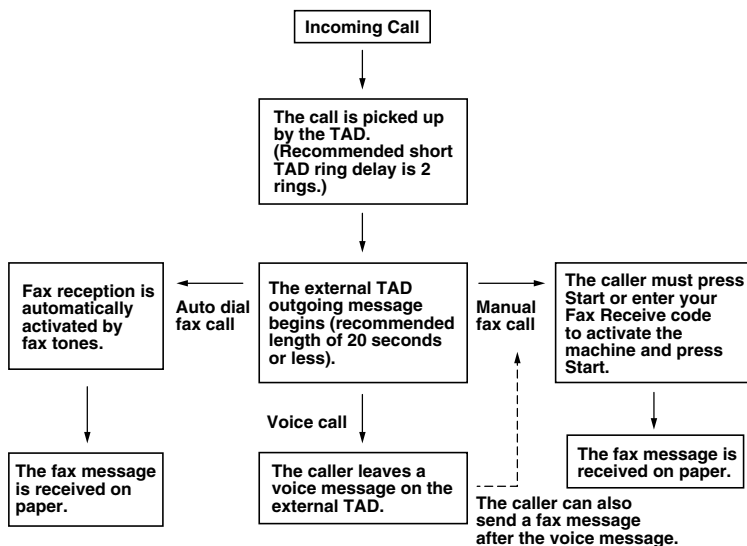 Incoming Call
The call is picked up
by the TAD.
(Recommended short
TAD ring delay is 2
rings.)
Fax reception is
automatically
activated by
fax tones.
Auto dial
fax call
The external TAD
outgoing message
begins (recommended
length of 20 seconds
or less).
Manual
fax call
The caller must press
Start or enter your
Fax Receive code
to activate the
machine and press
Start.
Voice call
The fax message
is received on
paper.
The caller leaves a
voice message on the
external TAD.
The fax message is
received on paper.
The caller can also
send a fax message
after the voice message.